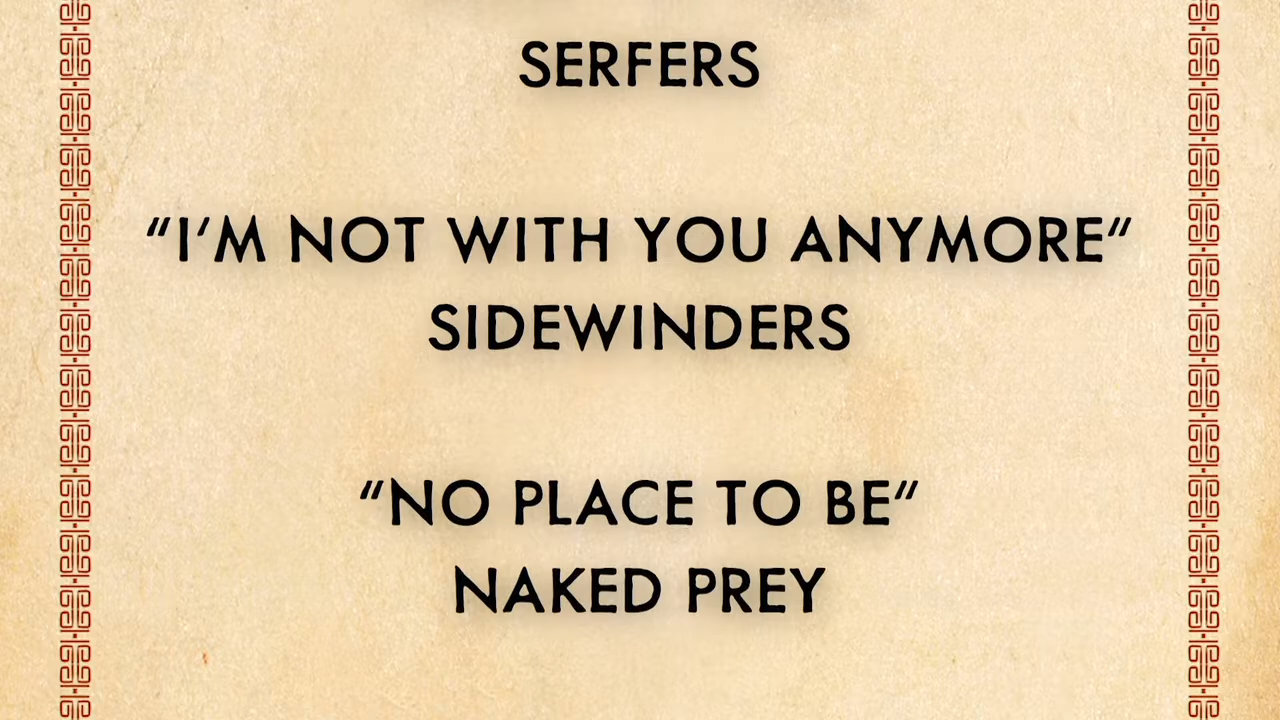 SERFERS
“I’M NOT WITH YOU ANYMORE”
SIDEWINDERS
“NO PLACE TO BE”
NAKED PREY